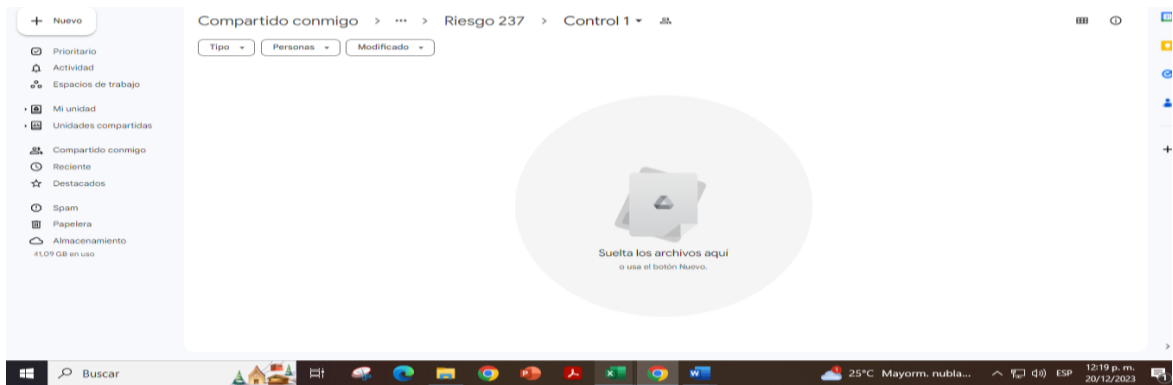 Nuevo
Compartido conmigo > ... > Riesgo 237 > Control 1
Tipo Personas Modificado
Prioritario
Actividad
Espacios de trabajo
Mi unidad
Unidades compartidas
Compartido conmigo
Reciente
Destacados
Spam
Papelera
Almacenamiento
41,09 GB en uso
Suelta los archivos aquí
o usa el botón Nuevo.
Buscar
25°C Mayorm. nubla...
ESP
12:19 p. m.
20/12/2023